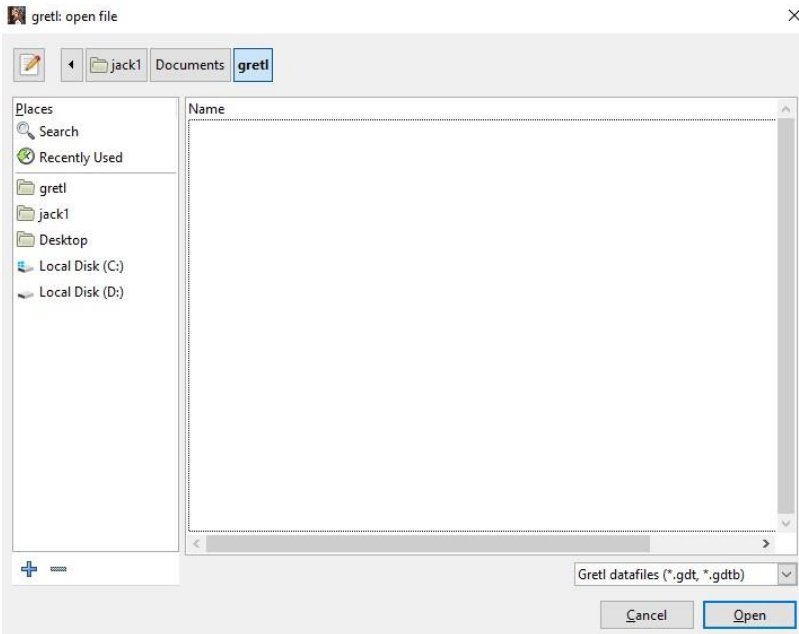 gretl: open file
jack1 Documents gretl
Places
Name
Search
Recently Used
gretl
jack1
Desktop
Local Disk (C:)
Local Disk (D:)
Gretl datafiles (*.gdt, *.gdtb)
Cancel Open